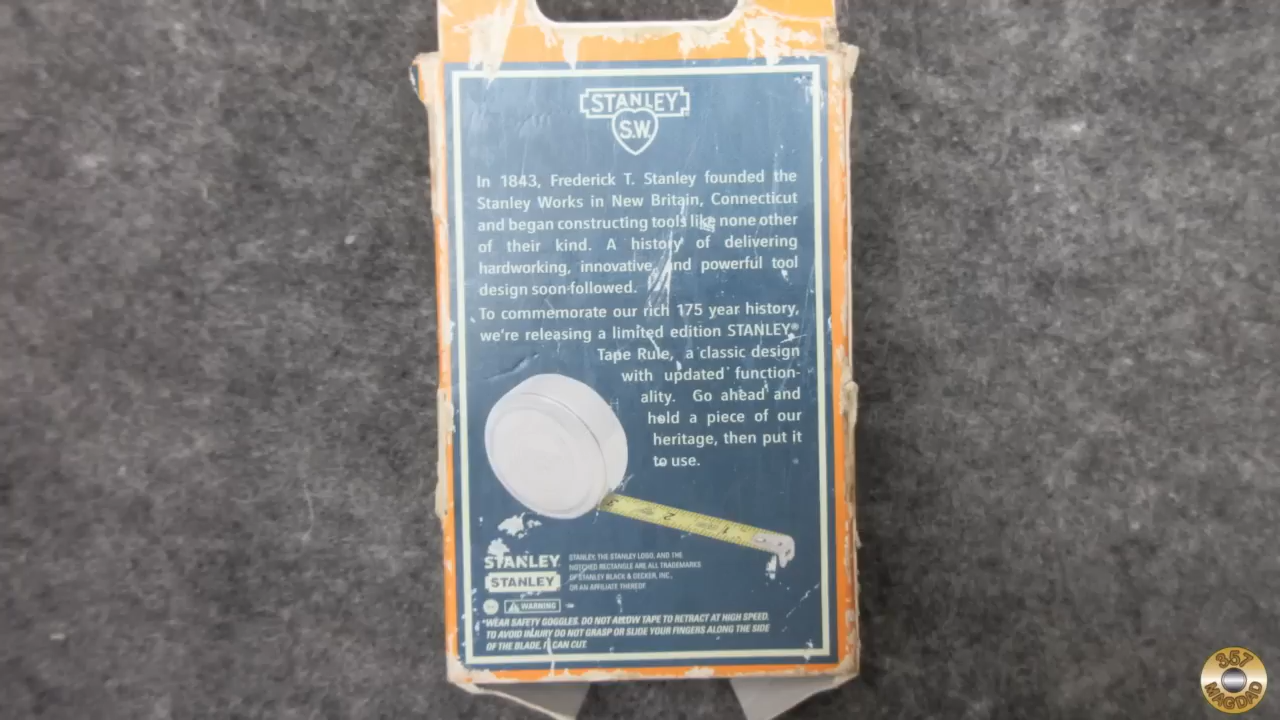 STANLEY
S.W.
In 1843, Frederick T. Stanley founded the
Stanley Works in New Britain, Connecticut
and began constructing tools like none other
of their kind. A history of delivering
hardworking, innovative, and powerful tool
design soon followed.
To commemorate our rich 175 year history,
we're releasing a limited edition STANLEY®
Tape Rule, a classic design
with updated function-
ality. Go ahead and
hold a piece of our
heritage, then put it
to use.
3 2 1
STANLEY
STANLEY, THE STANLEY LOGO, AND THE
NOTCHED RECTANGLE ARE ALL TRADEMARKS
OF STANLEY BLACK & DECKER, INC.,
OR AN AFFILIATE THEREOF
STANLEY
WARNING
*WEAR SAFETY GOGGLES. DO NOT ALLOW TAPE TO RETRACT AT HIGH SPEED.
TO AVOID INJURY DO NOT GRASP OR SLIDE YOUR FINGERS ALONG THE SIDE
OF THE BLADE, IT CAN CUT.
357
MAGDAD